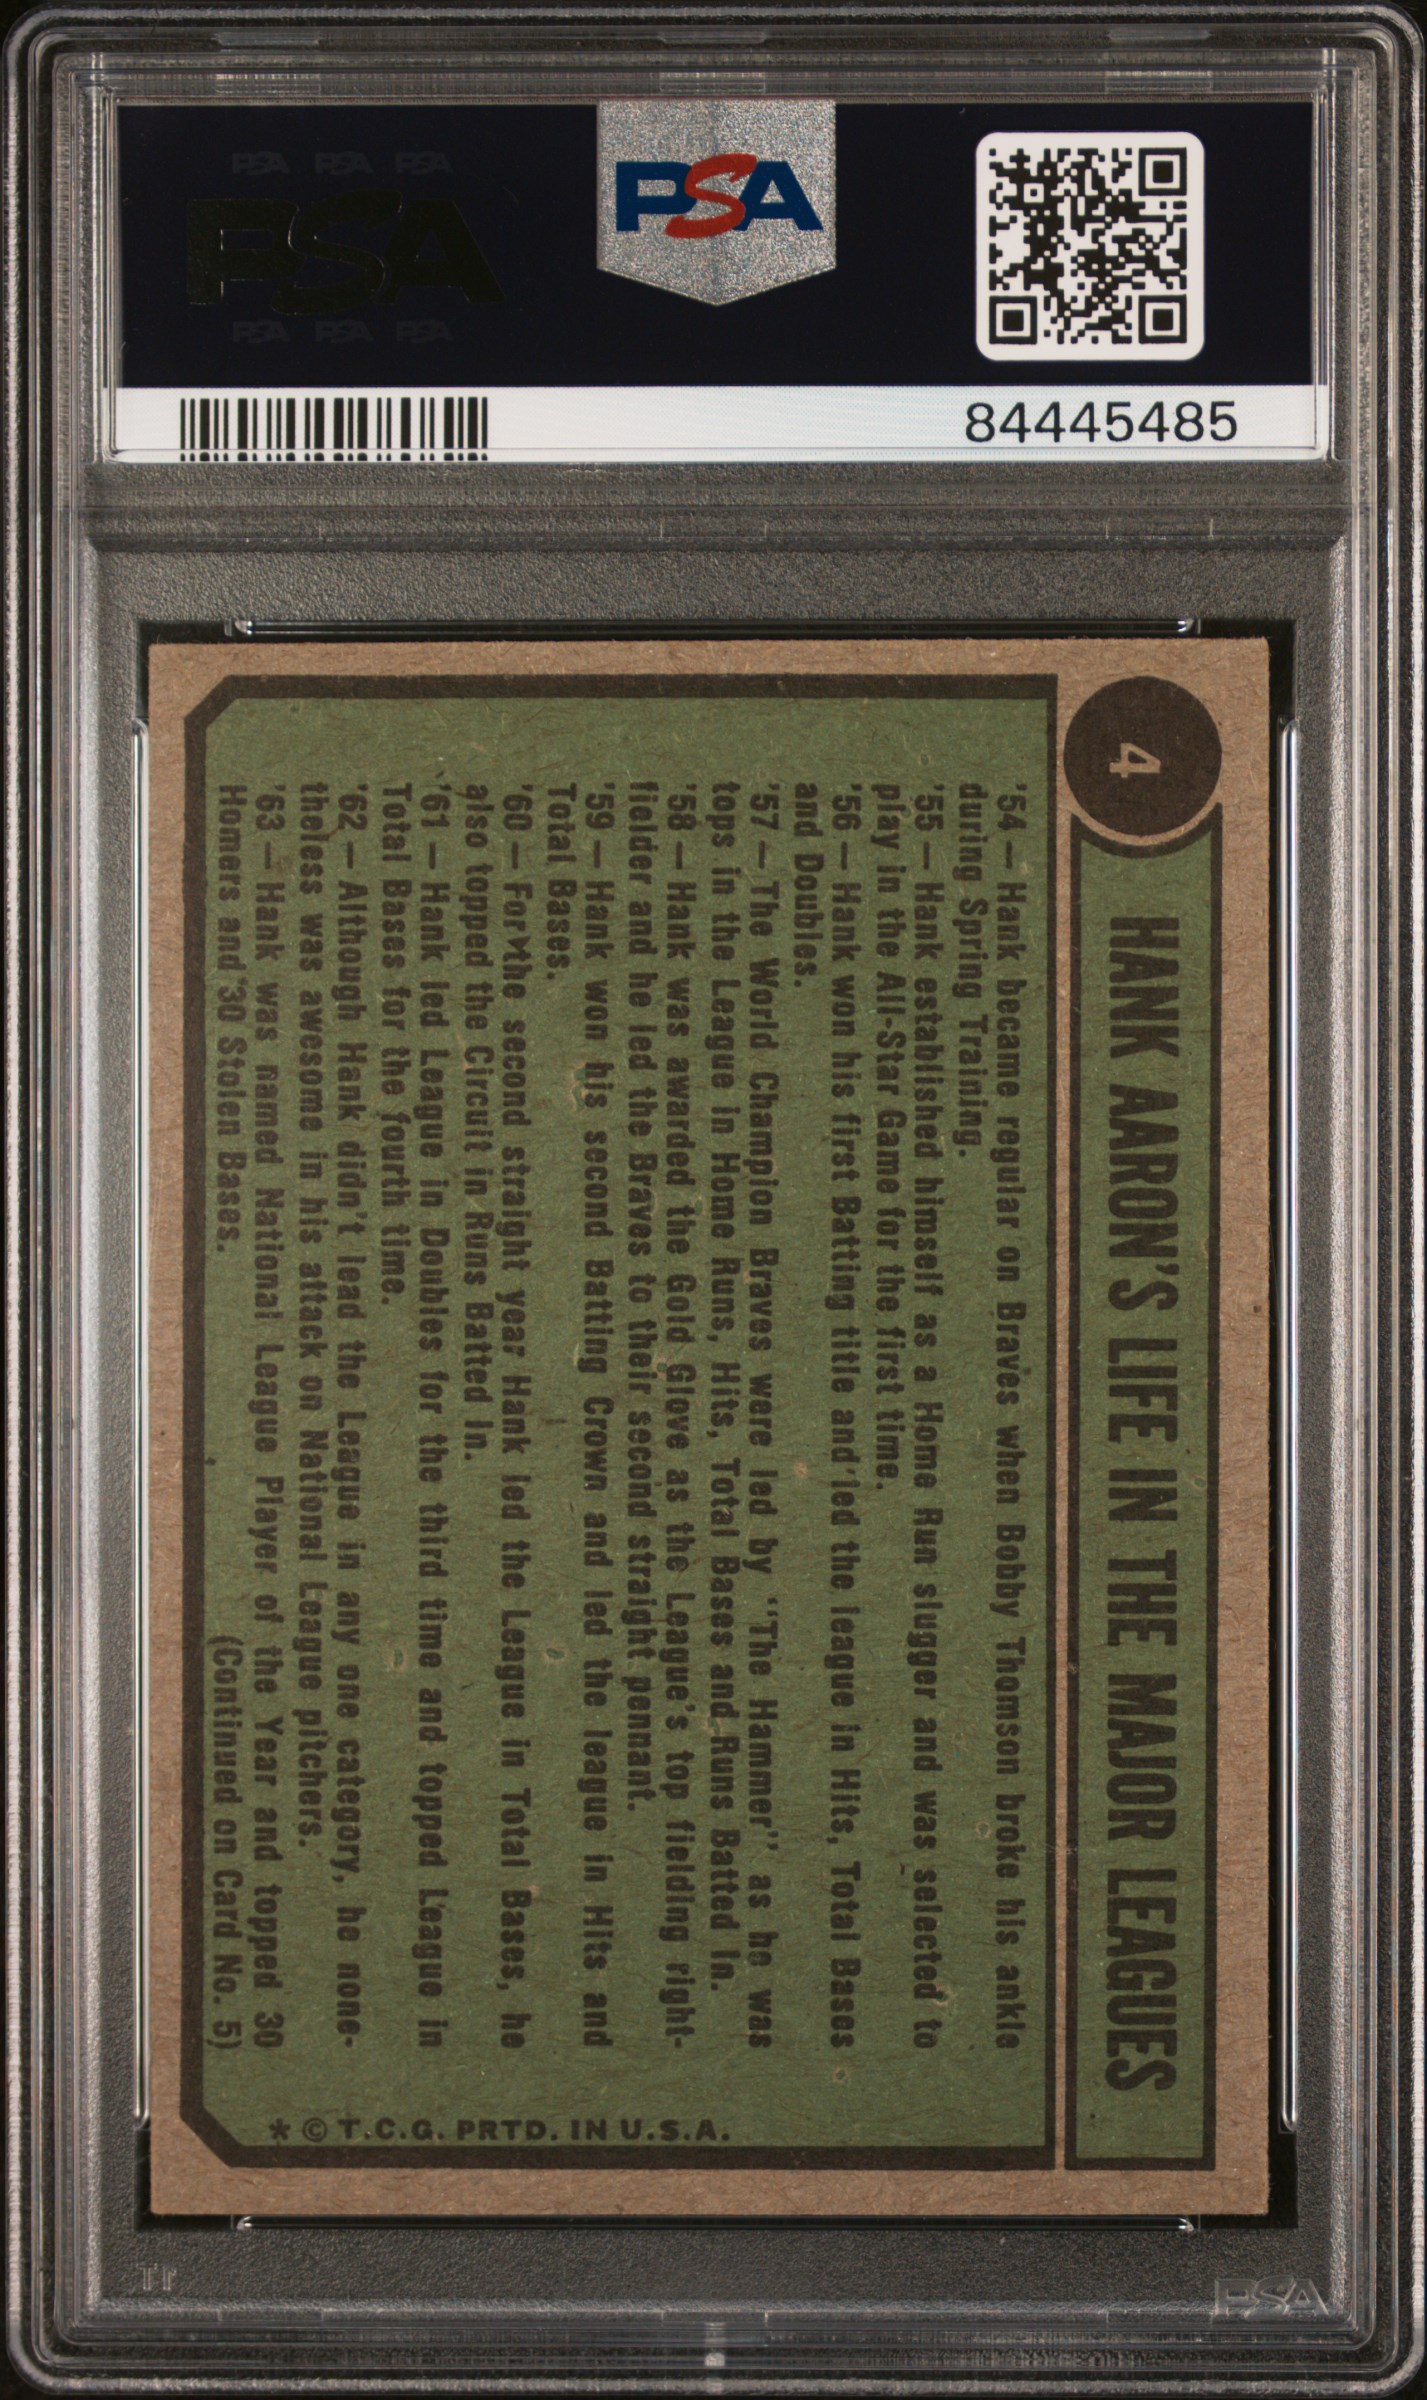 PSA PSA PSA
PSA
PSA PSA PSA
PSA
84445485
4
HANK AARON'S LIFE IN THE MAJOR LEAGUES
'54—Hank became regular on Braves when Bobby Thomson broke his ankle
during Spring Training.
'55—Hank established himself as a Home Run sluger and was selected to
play in the All-Star Game for the first time.
'56—Hank won his first Batting title and led the league in Hits, Total Bases
and Doubles.
'57—The World Champion Braves were led by "The Hammer" as he was
tops in the League in Home Runs, Hits, Total Bases and Runs Batted In.
'58—Hank was awarded the Gold Glove as the League's top fielding right-
fielder and he led the Braves to their second straight pennant.
'59—Hank won his second Batting Crown and led the league in Hits and
Total Bases.
'60—For the second straight year Hank led the League in Total Bases, he
also topped the Circuit in Runs Batted In.
'61—Hank led League in Doubles for the third time and topped League in
Total Bases for the fourth time.
'62—Although Hank didn't lead the League in any one category, he none-
theless was awesome in his attack on National League pitchers.
'63—Hank was named National League Player of the Year and topped 30
Homers and 30 Stolen Bases.
(Continued on Card No. 5)
* © T.C.G. PRTD. IN U.S.A.
PSA